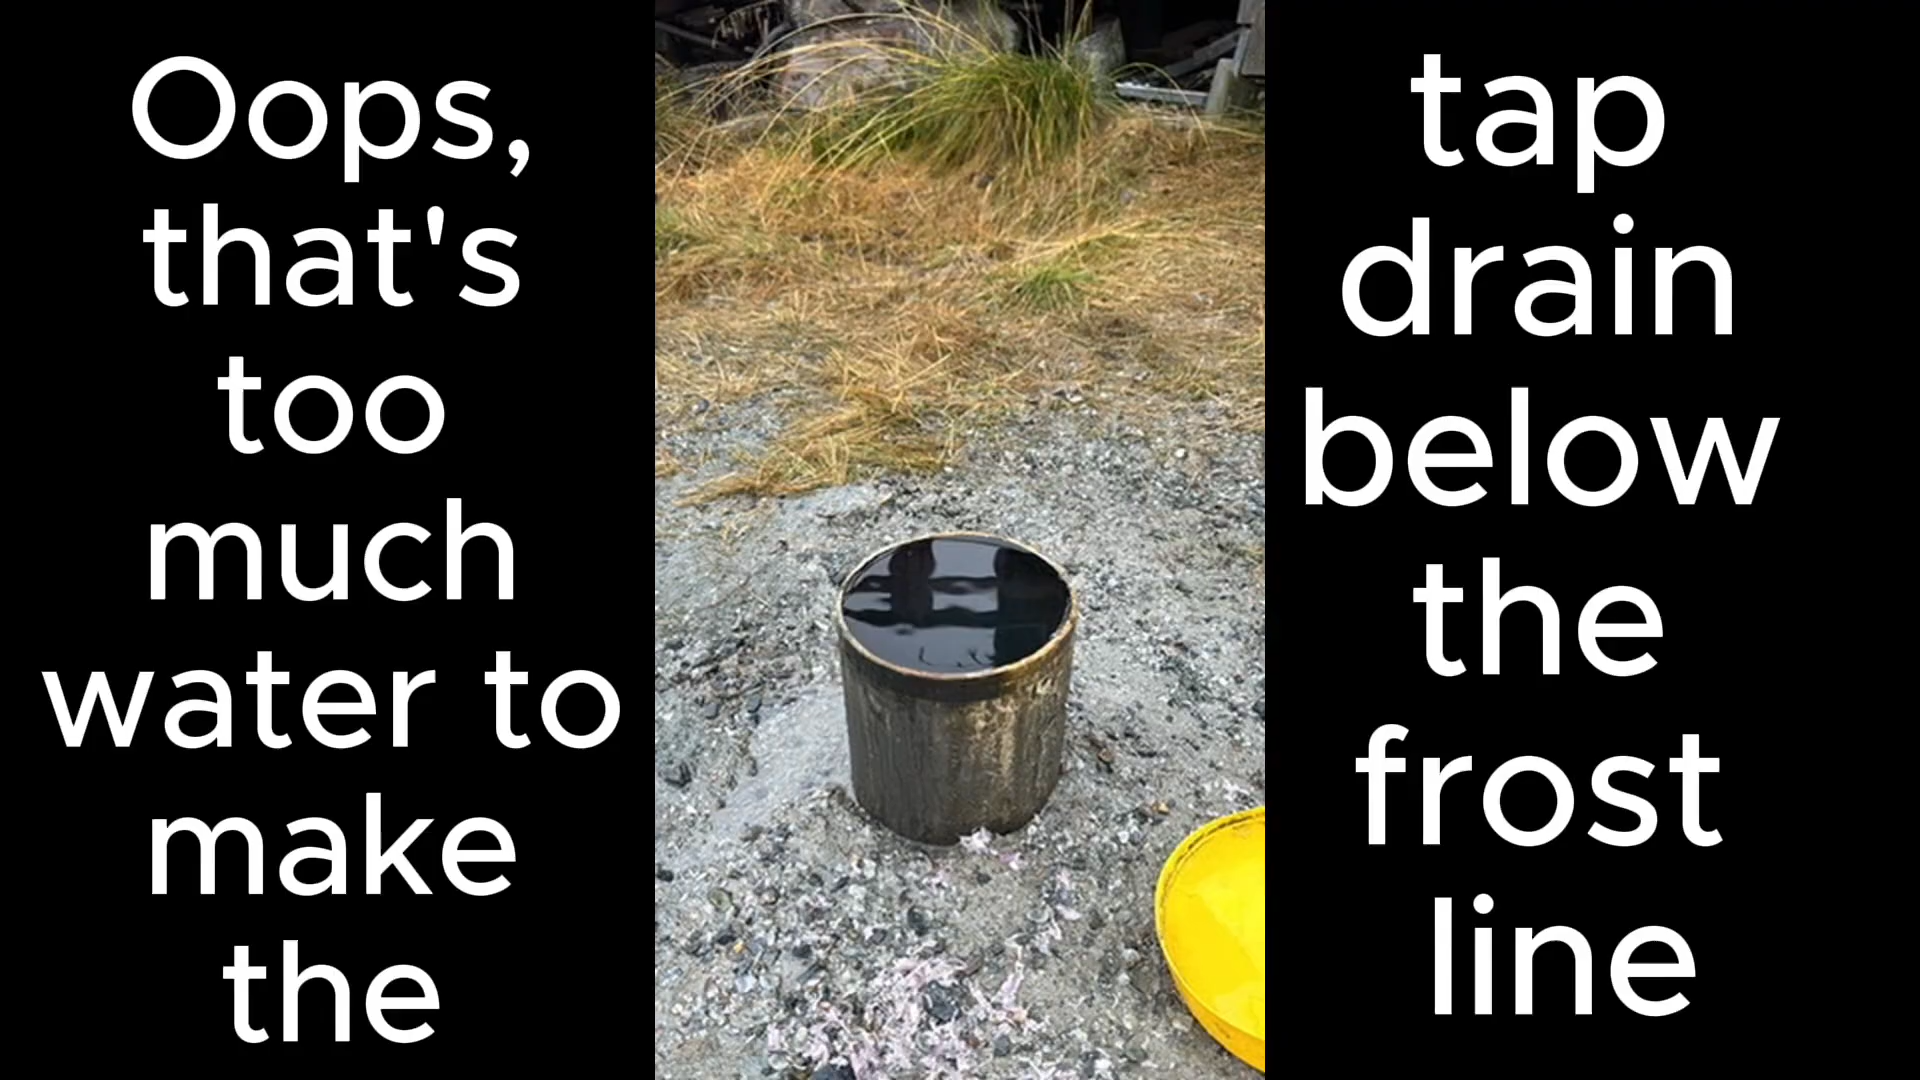 Oops,
that's
too
much
water to
make
the
tap
drain
below
the
frost
line